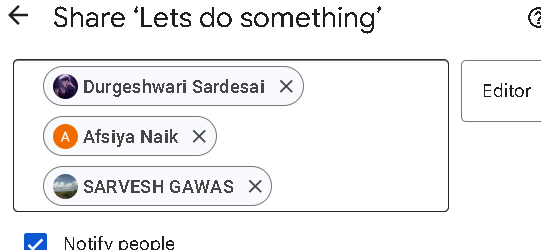 Share ‘Lets do something’
Durgeshwari Sardesai
Editor
A Afsiya Naik
SARVESH GAWAS
Notify people